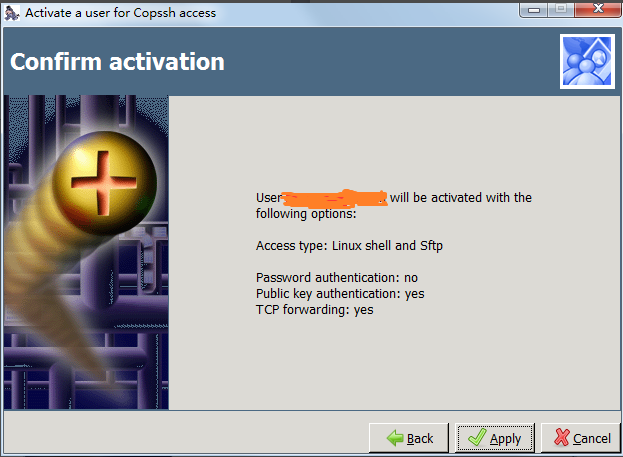 Activate a user for Copssh access
Confirm activation
User will be activated with the
following options:
Access type: Linux shell and Sftp
Password authentication: no
Public key authentication: yes
TCP forwarding: yes
Back
Apply
Cancel